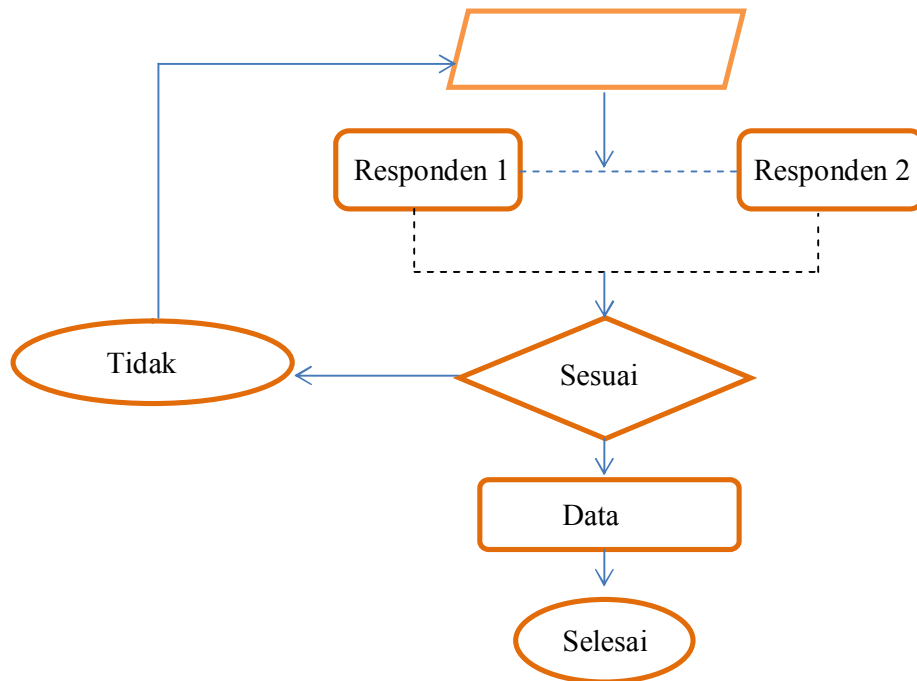 Responden 1
Responden 2
Tidak
Sesuai
Data
Selesai